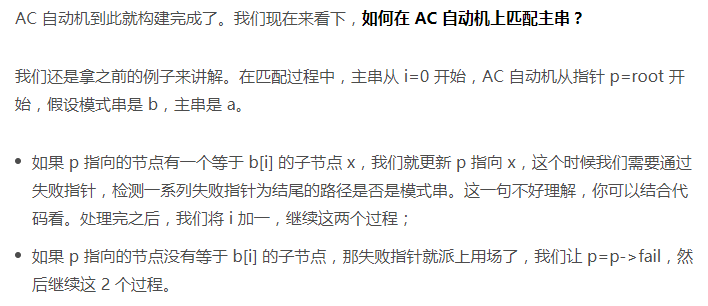 AC 自动机到此就构建完成了。我们现在来看下，如何在 AC 自动机上匹配主串？
我们还是拿之前的例子来讲解。在匹配过程中，主串从 i=0 开始，AC 自动机从指针 p=root 开
始，假设模式串是 b，主串是 a。
如果 p 指向的节点有一个等于 b[i] 的子节点 x，我们就更新 p 指向 x，这个时候我们需要通过
失败指针，检测一系列失败指针为结尾的路径是否是模式串。这一句不好理解，你可以结合代
码看。处理完之后，我们将 i 加一，继续这两个过程；
如果 p 指向的节点没有等于 b[i] 的子节点，那失败指针就派上用场了，我们让 p=p->fail，然
后继续这 2 个过程。